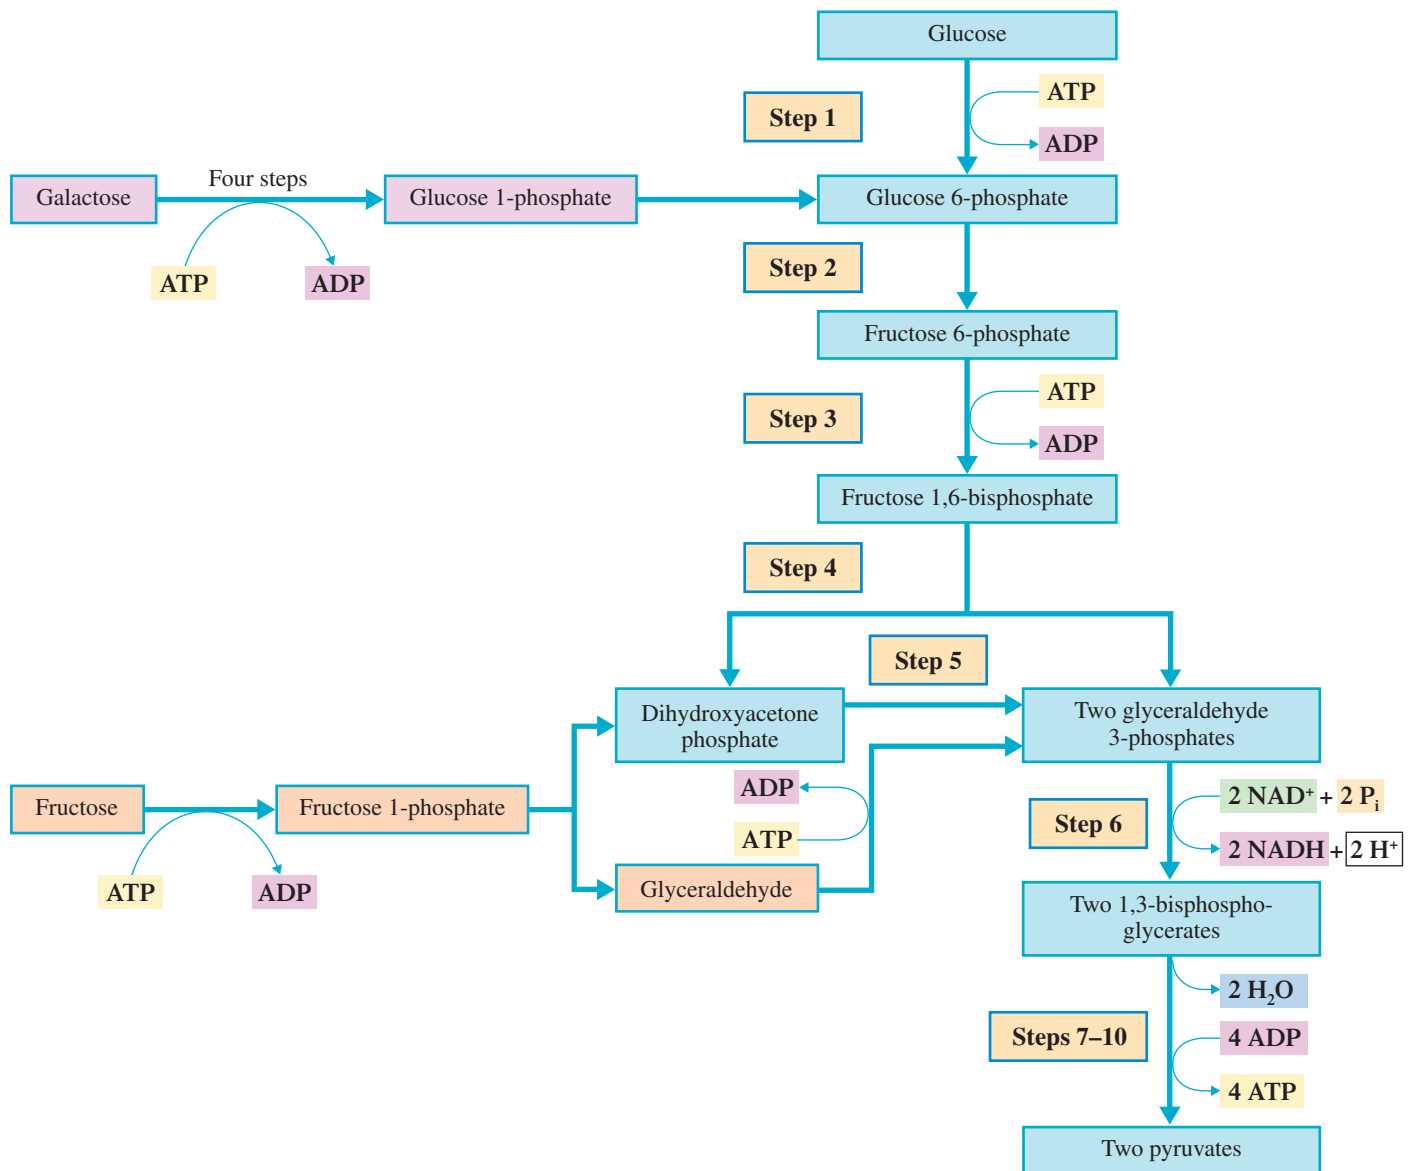 Glucose
ATP
Step 1
ADP
Four steps
Galactose
Glucose 1-phosphate
Glucose 6-phosphate
ATP
ADP
Step 2
Fructose 6-phosphate
ATP
Step 3
ADP
Fructose 1,6-bisphosphate
Step 4
Step 5
Dihydroxyacetone
phosphate
Two glyceraldehyde
3-phosphates
ADP
ATP
Fructose
Fructose 1-phosphate
ATP
ADP
Glyceraldehyde
2 NAD⁺ + 2 Pᵢ
Step 6
2 NADH + 2 H⁺
Two 1,3-bisphospho-
glycerates
2 H₂O
Steps 7–10
4 ADP
4 ATP
Two pyruvates